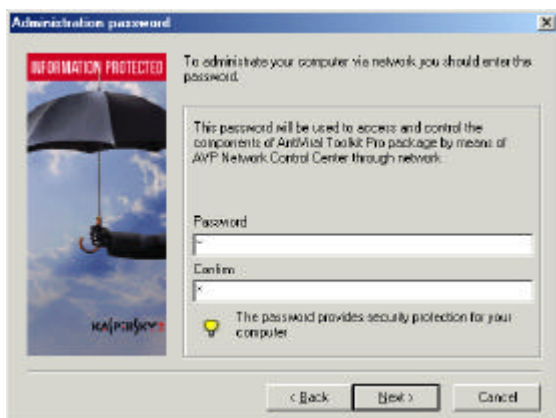 Administration password
INFORMATION PROTECTED
To administrate your computer via network you should enter the
password.
This password will be used to access and control the
components of AntiViral Toolkit Pro package by means of
AVP Network Control Center through network
Password
*
Confirm
*
The password provides security protection for your
computer
KASPERSKY
< Back
Next >
Cancel